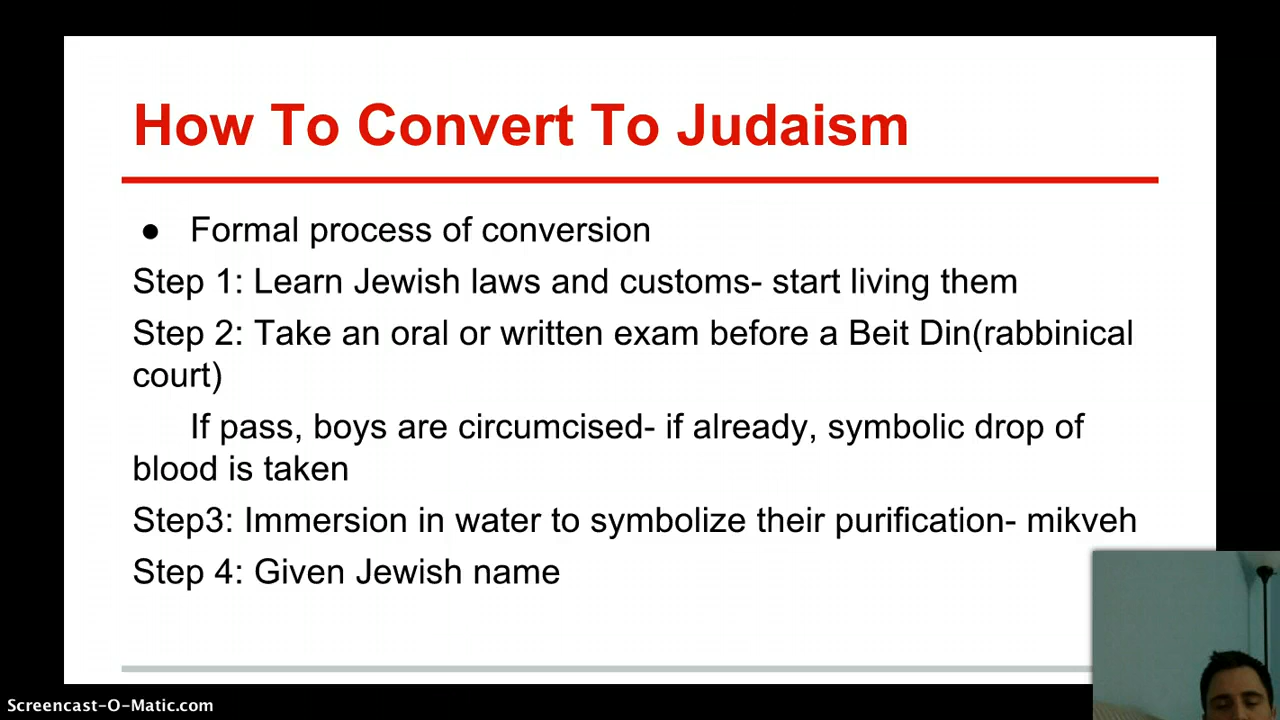 How To Convert To Judaism
● Formal process of conversion
Step 1: Learn Jewish laws and customs- start living them
Step 2: Take an oral or written exam before a Beit Din(rabbinical
court)
If pass, boys are circumcised- if already, symbolic drop of
blood is taken
Step3: Immersion in water to symbolize their purification- mikveh
Step 4: Given Jewish name
Screencast-O-Matic.com